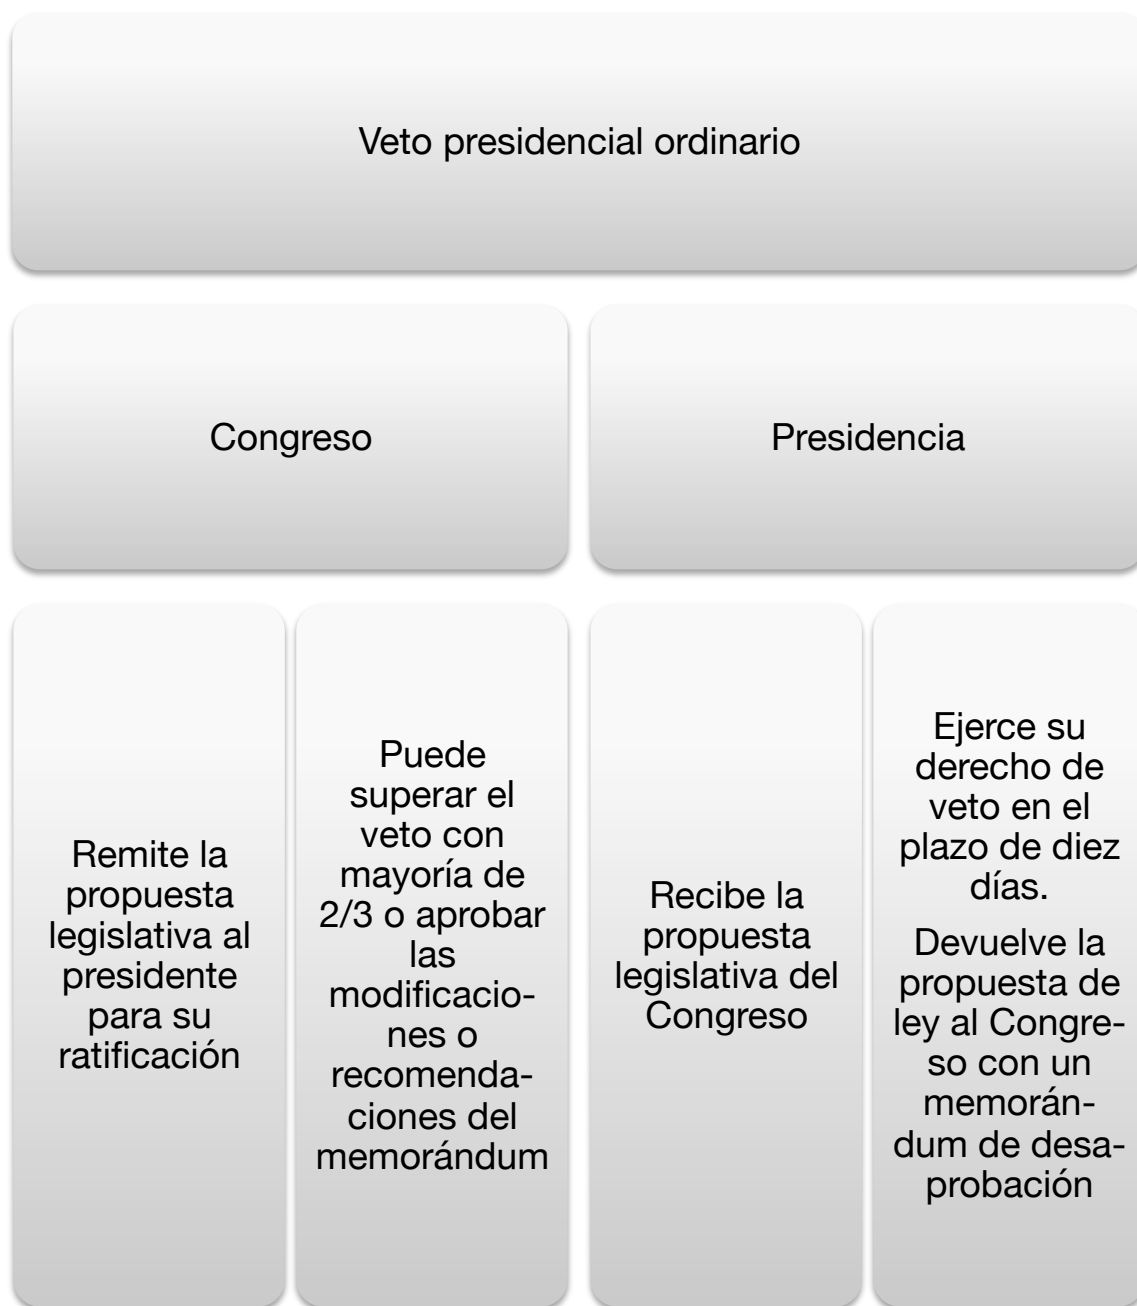 Veto presidencial ordinario
Congreso
Presidencia
Remite la
propuesta
legislativa al
presidente
para su
ratificación
Puede
superar el
veto con
mayoría de
2/3 o aprobar
las
modificacio-
nes o
recomenda-
ciones del
memorándum
Recibe la
propuesta
legislativa del
Congreso
Ejerce su
derecho de
veto en el
plazo de diez
días.
Devuelve la
propuesta de
ley al Congre-
so con un
memorán-
dum de desa-
probación